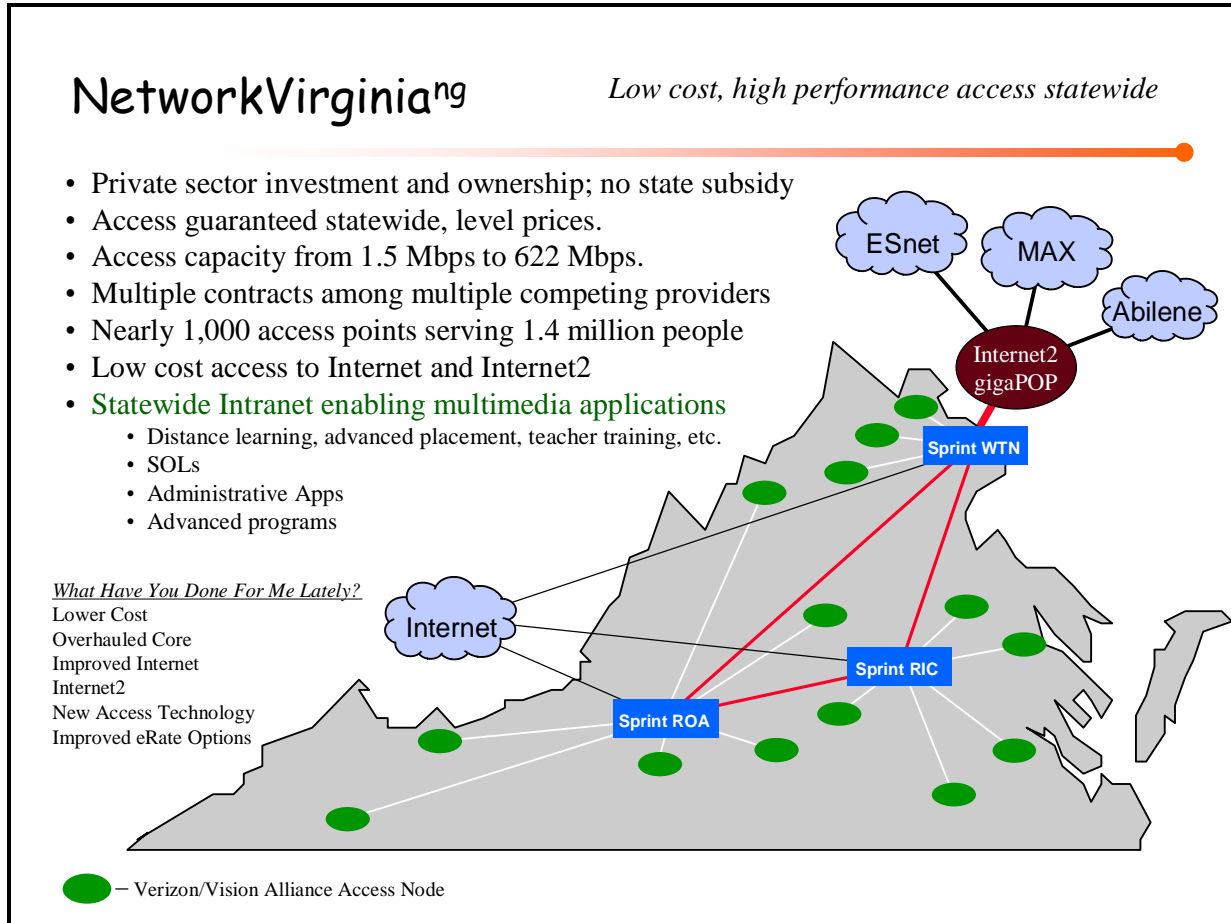 NetworkVirginiaⁿᵍ
Low cost, high performance access statewide
• Private sector investment and ownership; no state subsidy
• Access guaranteed statewide, level prices.
• Access capacity from 1.5 Mbps to 622 Mbps.
• Multiple contracts among multiple competing providers
• Nearly 1,000 access points serving 1.4 million people
• Low cost access to Internet and Internet2
• Statewide Intranet enabling multimedia applications
• Distance learning, advanced placement, teacher training, etc.
• SOLs
• Administrative Apps
• Advanced programs
ESnet
MAX
Abilene
Internet2
gigaPOP
Sprint WTN
What Have You Done For Me Lately?
Lower Cost
Overhauled Core
Improved Internet
Internet2
New Access Technology
Improved eRate Options
Internet
Sprint RIC
Sprint ROA
– Verizon/Vision Alliance Access Node